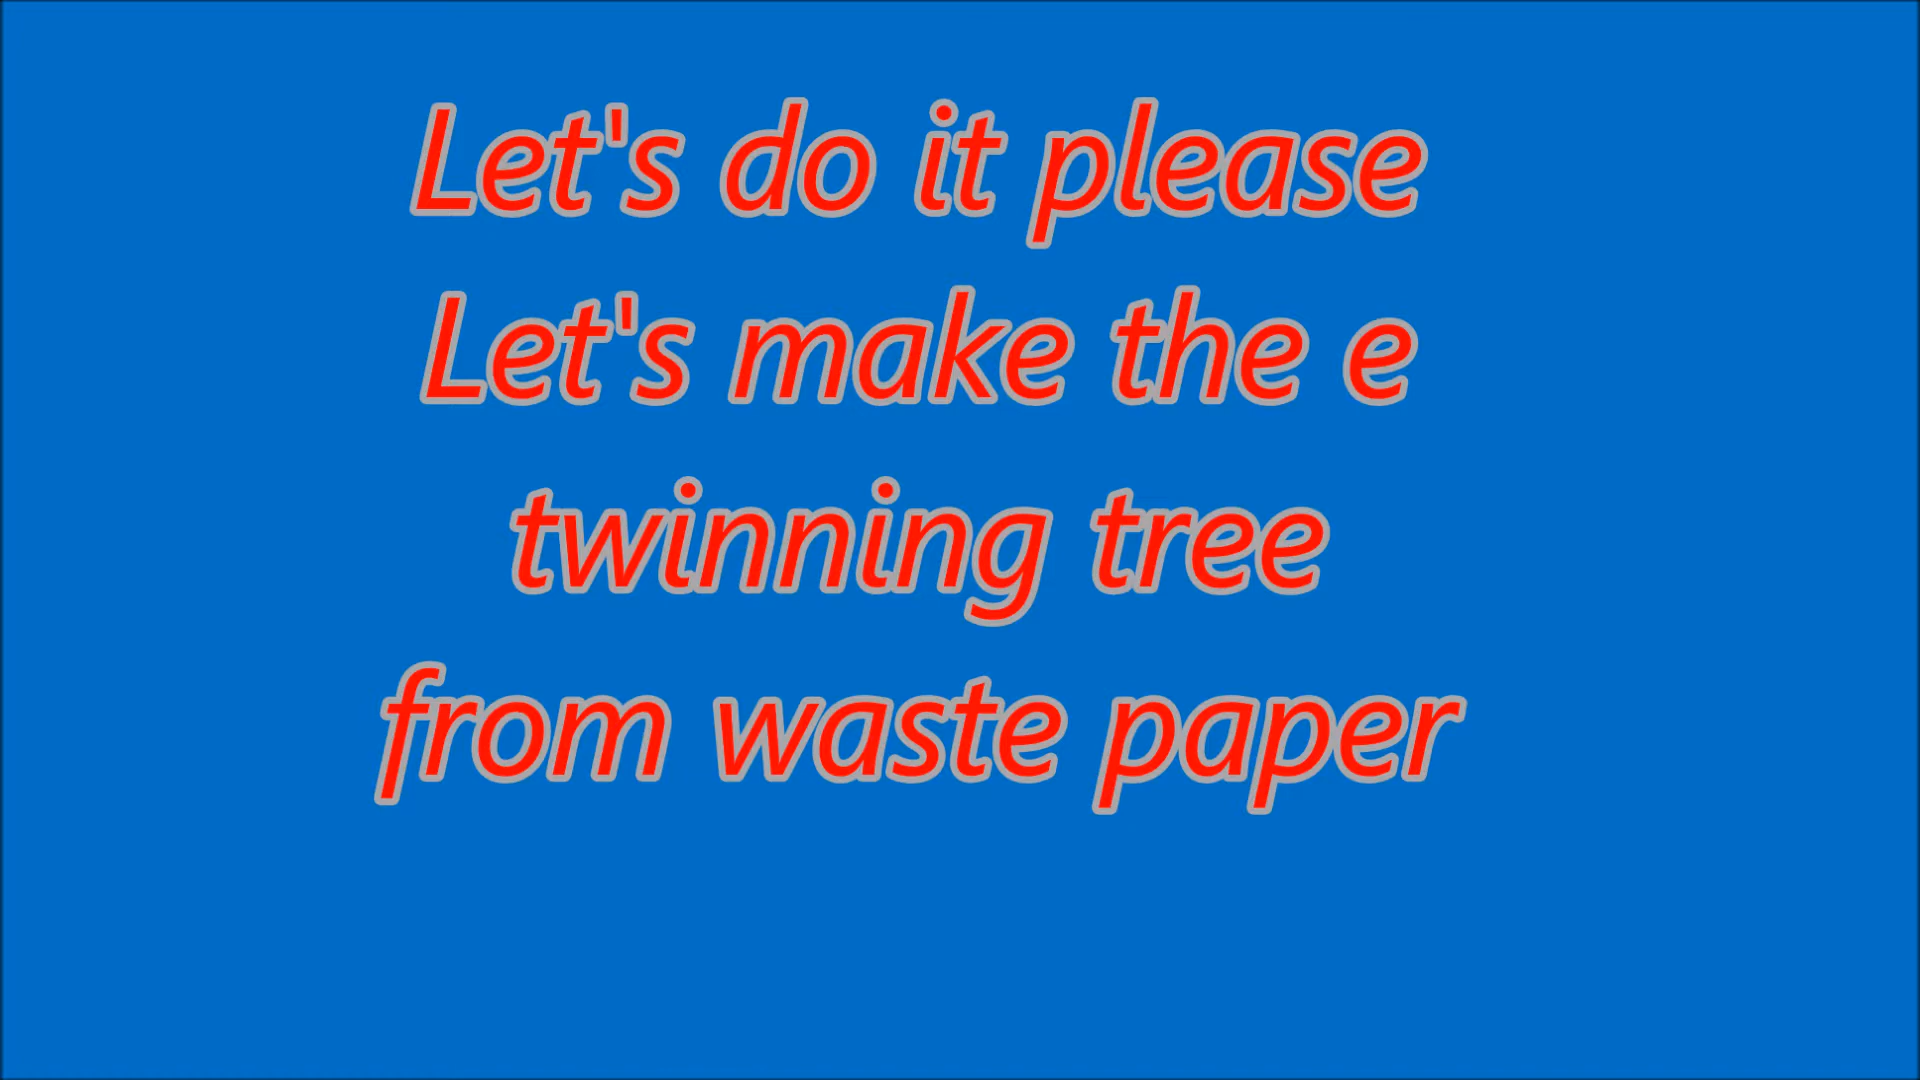 Let's do it please
Let's make the e
twinning tree
from waste paper